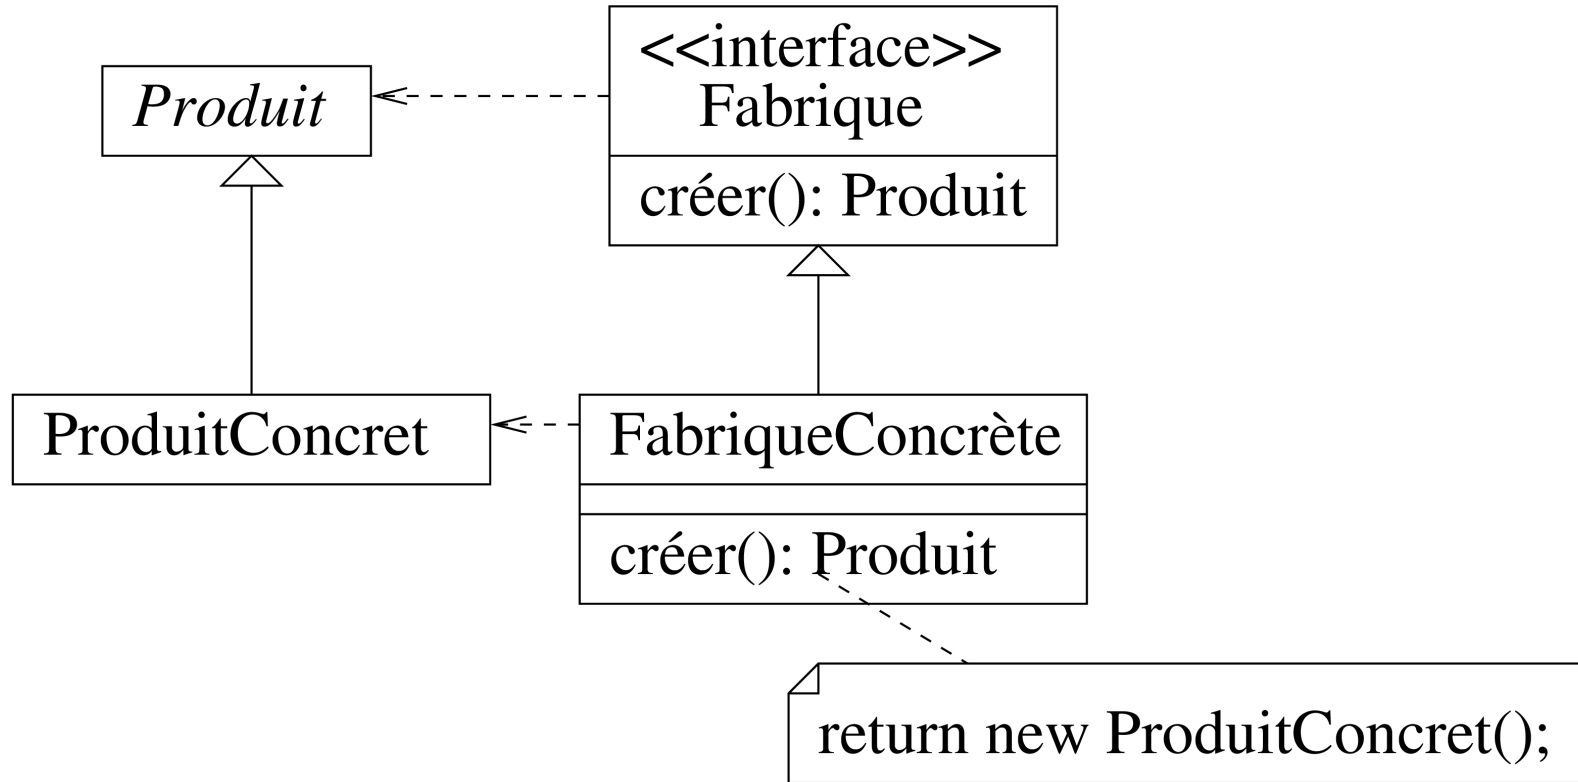 <<interface>>
Fabrique
Produit
créer(): Produit
ProduitConcret
FabriqueConcrète
créer(): Produit
return new ProduitConcret();